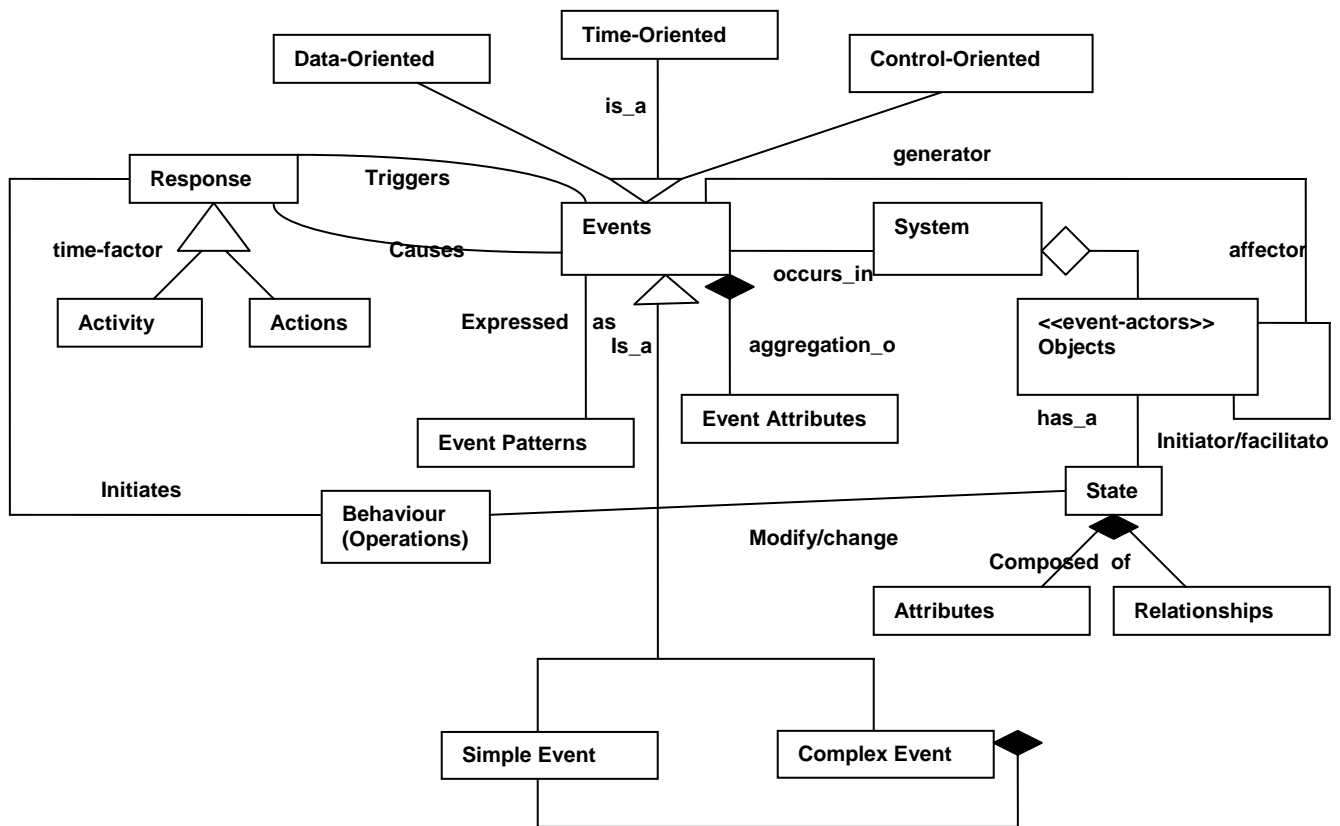 Time-Oriented
Data-Oriented
Control-Oriented
is_a
generator
Response
Triggers
Events
System
time-factor
Causes
occurs_in
affector
Activity
Actions
Expressed as
Is_a
aggregation_o
<<event-actors>>
Objects
Event Patterns
Event Attributes
has_a
Initiator/facilitato
Initiates
State
Behaviour
(Operations)
Modify/change
Composed of
Attributes
Relationships
Simple Event
Complex Event